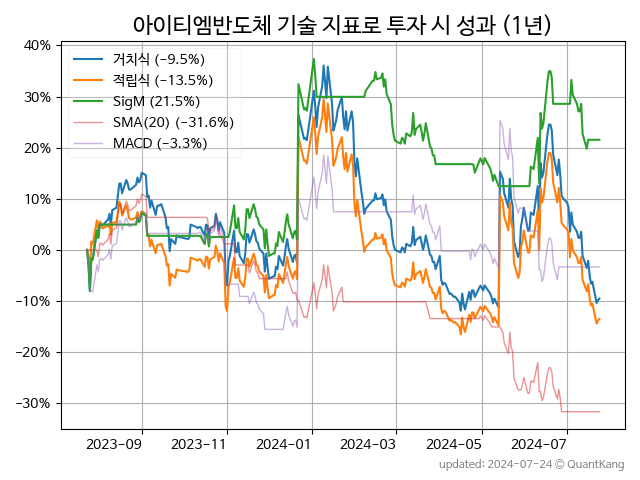 아이티엠반도체 기술 지표로 투자 시 성과 (1년)
40%
30%
20%
10%
0%
−10%
−20%
−30%
거치식 (−9.5%)
적립식 (−13.5%)
SigM (21.5%)
SMA(20) (−31.6%)
MACD (−3.3%)
2023−09
2023−11
2024−01
2024−03
2024−05
2024−07
updated: 2024-07-24 © QuantKang